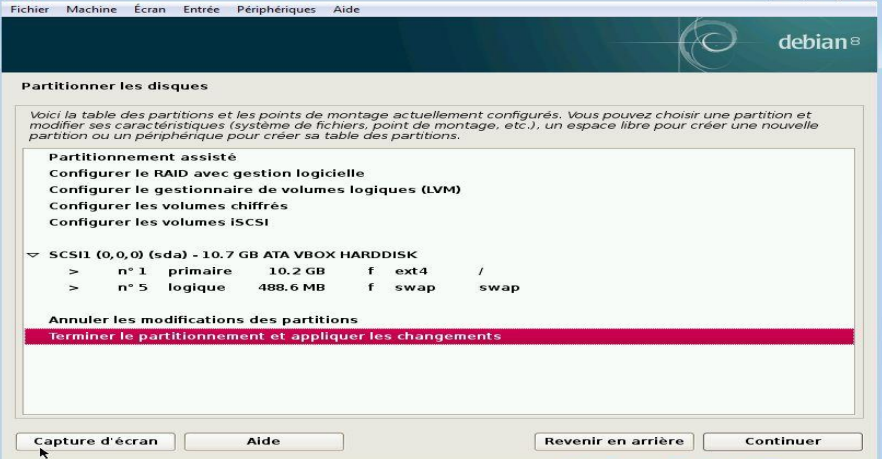 Fichier Machine Écran Entrée Périphériques Aide
debian 8
Partitionner les disques
Voici la table des partitions et les points de montage actuellement configurés. Vous pouvez choisir une partition et
modifier ses caractéristiques (système de fichiers, point de montage, etc.), un espace libre pour créer une nouvelle
partition ou un périphérique pour créer sa table des partitions.
Partitionnement assisté
Configurer le RAID avec gestion logicielle
Configurer le gestionnaire de volumes logiques (LVM)
Configurer les volumes chiffrés
Configurer les volumes iSCSI
SCSI1 (0,0,0) (sda) - 10.7 GB ATA VBOX HARDDISK
> n° 1 primaire 10.2 GB f ext4 /
> n° 5 logique 488.6 MB f swap swap
Annuler les modifications des partitions
Terminer le partitionnement et appliquer les changements
Capture d'écran Aide Revenir en arrière Continuer